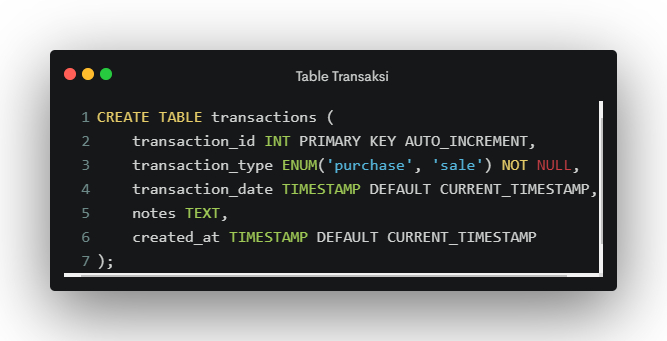 Table Transaksi
1 CREATE TABLE transactions (
2     transaction_id INT PRIMARY KEY AUTO_INCREMENT,
3     transaction_type ENUM('purchase', 'sale') NOT NULL,
4     transaction_date TIMESTAMP DEFAULT CURRENT_TIMESTAMP,
5     notes TEXT,
6     created_at TIMESTAMP DEFAULT CURRENT_TIMESTAMP
7 );